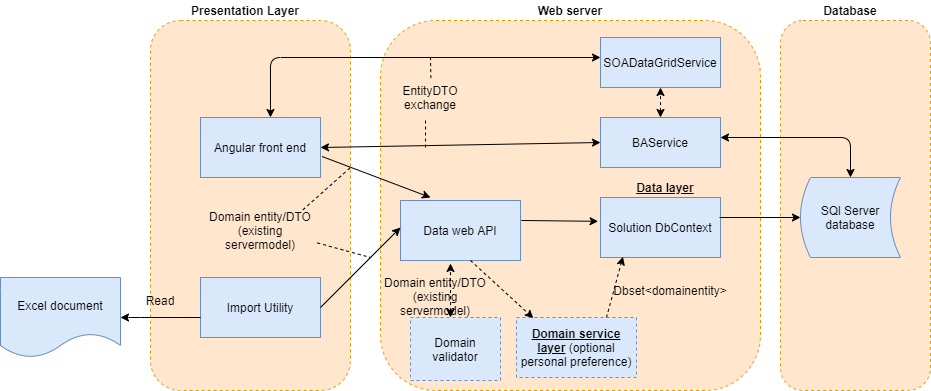 Presentation Layer
Web server
Database
SOADataGridService
EntityDTO
exchange
Angular front end
BAService
Data layer
Domain entity/DTO
(existing
servermodel)
Data web API
Solution DbContext
SQl Server
database
Domain entity/DTO
(existing
servermodel)
Dbset<domainentity>
Excel document
Read
Import Utility
Domain
validator
Domain service
layer (optional
personal preference)